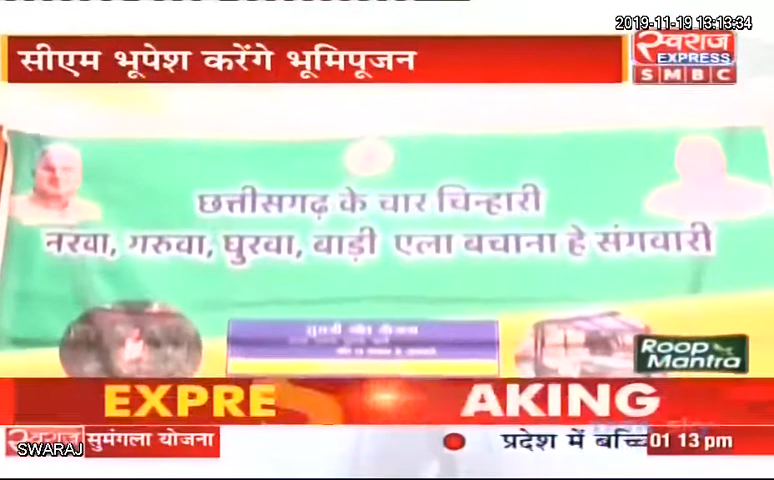 2019-11-19 13:13:34
सीएम भूपेश करेंगे भूमिपूजन
स्वराज
EXPRESS
SMBC
छत्तीसगढ़ के चार चिन्हारी
नरवा, गरुवा, घुरवा, बाड़ी एला बचाना हे संगवारी
Roop
Mantra
EXPRE AKING
स्वराज सुमंगला योजना
SWARAJ
प्रदेश में बच्चि
01 13 pm